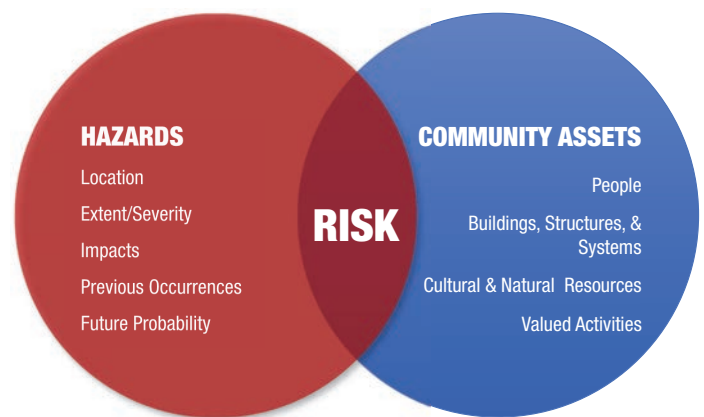 HAZARDS
Location
Extent/Severity
Impacts
Previous Occurrences
Future Probability
RISK
COMMUNITY ASSETS
People
Buildings, Structures, &
Systems
Cultural & Natural Resources
Valued Activities